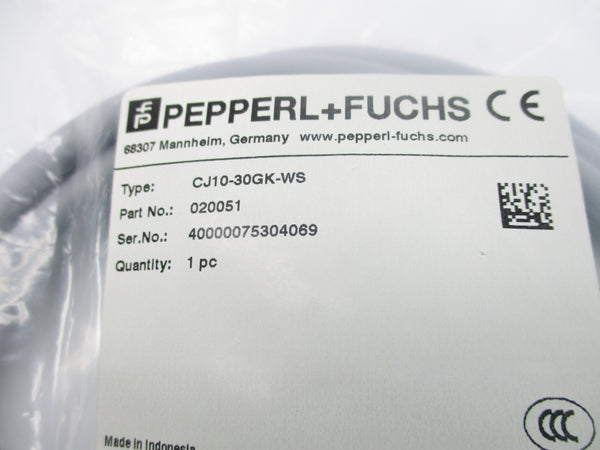 PEPPERL+FUCHS CE
68307 Mannheim, Germany www.pepperl-fuchs.com
Type: CJ10-30GK-WS
Part No.: 020051
Ser.No.: 40000075304069
Quantity: 1 pc
Made in Indonesia
CCC